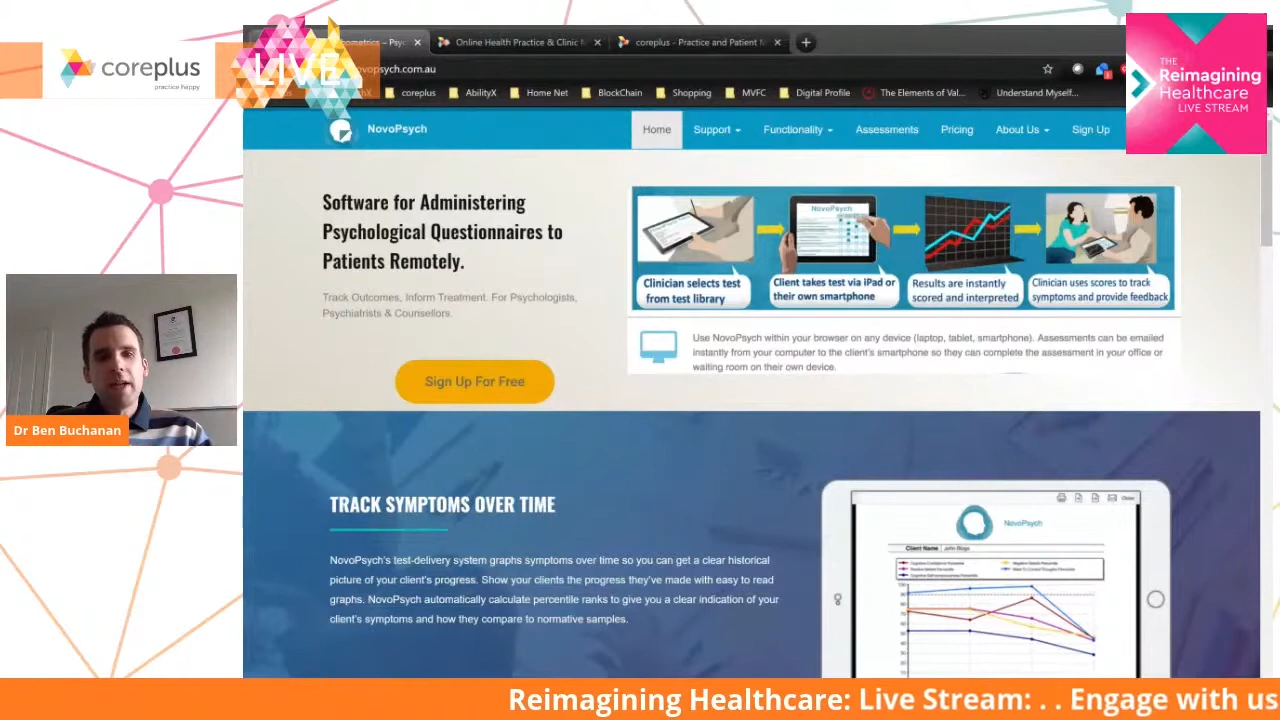 coreplus
practice happy
LIVE
THE
Reimagining
Healthcare
LIVE STREAM
Online Health Practice & Clinic M
coreplus - Practice and Patient M
vopsych.com.au
coreplus
AbilityX
Home Net
BlockChain
Shopping
MVFC
Digital Profile
The Elements of Val...
Understand Myself...
NovoPsych
Home
Support
Functionality
Assessments
Pricing
About Us
Sign Up
Software for Administering
Psychological Questionnaires to
Patients Remotely.
Track Outcomes, Inform Treatment. For Psychologists,
Psychiatrists & Counsellors.
Sign Up For Free
NovoPsych
Clinician selects test
from test library
Client takes test via iPad or
their own smartphone
Results are instantly
scored and interpreted
Clinician uses scores to track
symptoms and provide feedback
Use NovoPsych within your browser on any device (laptop, tablet, smartphone). Assessments can be emailed
instantly from your computer to the client's smartphone so they can complete the assessment in your office or
waiting room on their own device.
Dr Ben Buchanan
TRACK SYMPTOMS OVER TIME
NovoPsych's test-delivery system graphs symptoms over time so you can get a clear historical
picture of your client's progress. Show your clients the progress they've made with easy to read
graphs. NovoPsych automatically calculate percentile ranks to give you a clear indication of your
client's symptoms and how they compare to normative samples.
Close
NovoPsych
Client Name John Blogs
Reimagining Healthcare: Live Stream: . . Engage with us